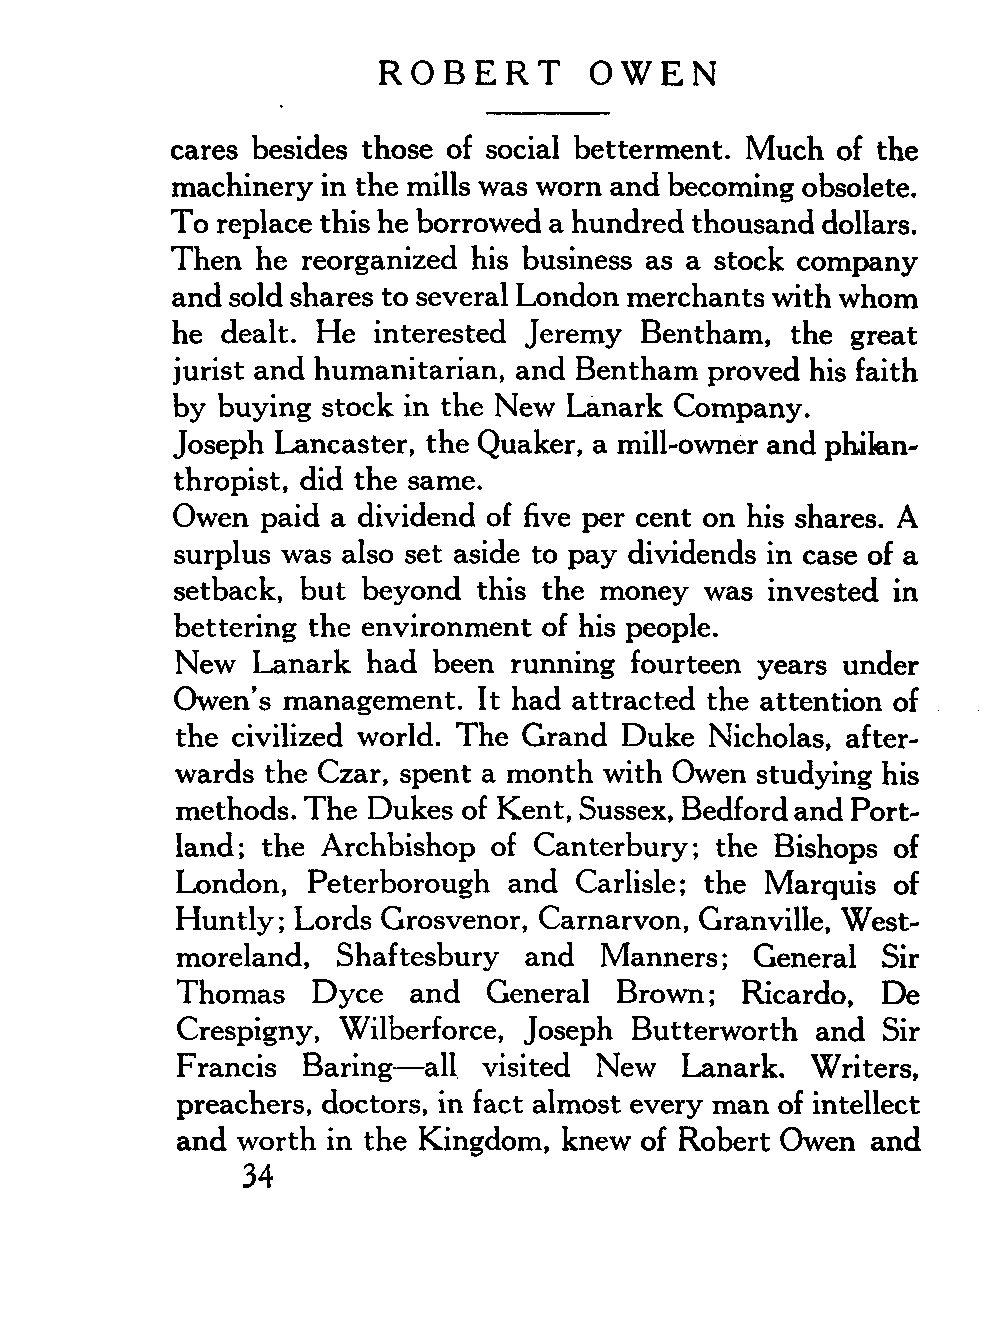 ROBERT OWEN
cares besides those of social betterment. Much of the
machinery in the mills was worn and becoming obsolete.
To replace this he borrowed a hundred thousand dollars.
Then he reorganized his business as a stock company
and sold shares to several London merchants with whom
he dealt. He interested Jeremy Bentham, the great
jurist and humanitarian, and Bentham proved his faith
by buying stock in the New Lanark Company.
Joseph Lancaster, the Quaker, a mill-owner and philan-
thropist, did the same.
Owen paid a dividend of five per cent on his shares. A
surplus was also set aside to pay dividends in case of a
setback, but beyond this the money was invested in
bettering the environment of his people.
New Lanark had been running fourteen years under
Owen's management. It had attracted the attention of
the civilized world. The Grand Duke Nicholas, after-
wards the Czar, spent a month with Owen studying his
methods. The Dukes of Kent, Sussex, Bedford and Port-
land; the Archbishop of Canterbury; the Bishops of
London, Peterborough and Carlisle; the Marquis of
Huntly; Lords Grosvenor, Carnarvon, Granville, West-
moreland, Shaftesbury and Manners; General Sir
Thomas Dyce and General Brown; Ricardo, De
Crespigny, Wilberforce, Joseph Butterworth and Sir
Francis Baring—all visited New Lanark. Writers,
preachers, doctors, in fact almost every man of intellect
and worth in the Kingdom, knew of Robert Owen and
34